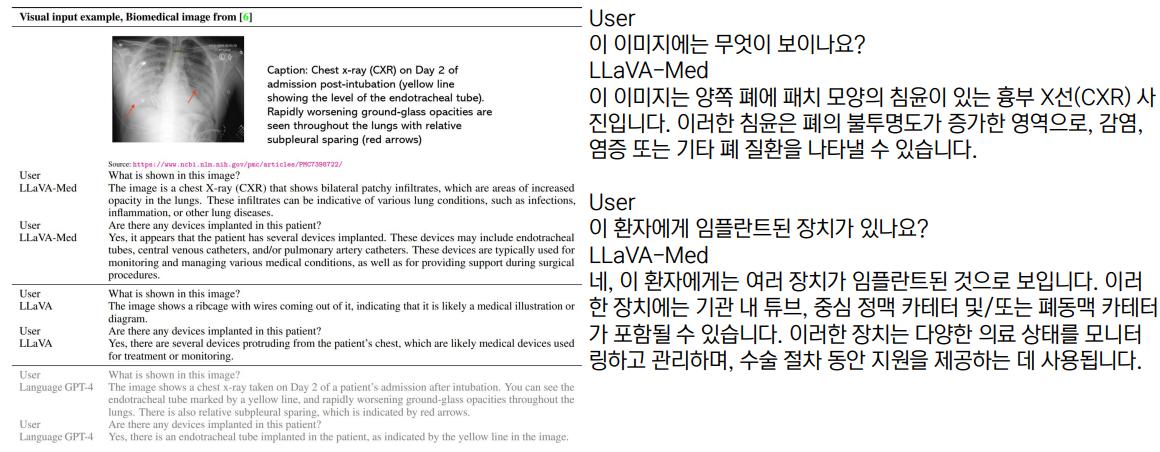 Visual input example, Biomedical image from [6]
Caption: Chest x-ray (CXR) on Day 2 of
admission post-intubation (yellow line
showing the level of the endotracheal tube).
Rapidly worsening ground-glass opacities are
seen throughout the lungs with relative
subpleural sparing (red arrows)
Source: https://www.ncbi.nlm.nih.gov/pmc/articles/PMC7398722/
User What is shown in this image?
LLaVA-Med The image is a chest X-ray (CXR) that shows bilateral patchy infiltrates, which are areas of increased
opacity in the lungs. These infiltrates can be indicative of various lung conditions, such as infections,
inflammation, or other lung diseases.
User Are there any devices implanted in this patient?
LLaVA-Med Yes, it appears that the patient has several devices implanted. These devices may include endotracheal
tubes, central venous catheters, and/or pulmonary artery catheters. These devices are typically used for
monitoring and managing various medical conditions, as well as for providing support during surgical
procedures.
User What is shown in this image?
LLaVA The image shows a ribcage with wires coming out of it, indicating that it is likely a medical illustration or
diagram.
User Are there any devices implanted in this patient?
LLaVA Yes, there are several devices protruding from the patient's chest, which are likely medical devices used
for treatment or monitoring.
User What is shown in this image?
Language GPT-4 The image shows a chest x-ray taken on Day 2 of a patient's admission after intubation. You can see the
endotracheal tube marked by a yellow line, and rapidly worsening ground-glass opacities throughout the
lungs. There is also relative subpleural sparing, which is indicated by red arrows.
User Are there any devices implanted in this patient?
Language GPT-4 Yes, there is an endotracheal tube implanted in the patient, as indicated by the yellow line in the image.
User
이 이미지에는 무엇이 보이나요?
LLaVA-Med
이 이미지는 양쪽 폐에 패치 모양의 침윤이 있는 흉부 X선(CXR) 사
진입니다. 이러한 침윤은 폐의 불투명도가 증가한 영역으로, 감염,
염증 또는 기타 폐 질환을 나타낼 수 있습니다.
User
이 환자에게 임플란트된 장치가 있나요?
LLaVA-Med
네, 이 환자에게는 여러 장치가 임플란트된 것으로 보입니다. 이러
한 장치에는 기관 내 튜브, 중심 정맥 카테터 및/또는 폐동맥 카테터
가 포함될 수 있습니다. 이러한 장치는 다양한 의료 상태를 모니터
링하고 관리하며, 수술 절차 동안 지원을 제공하는 데 사용됩니다.